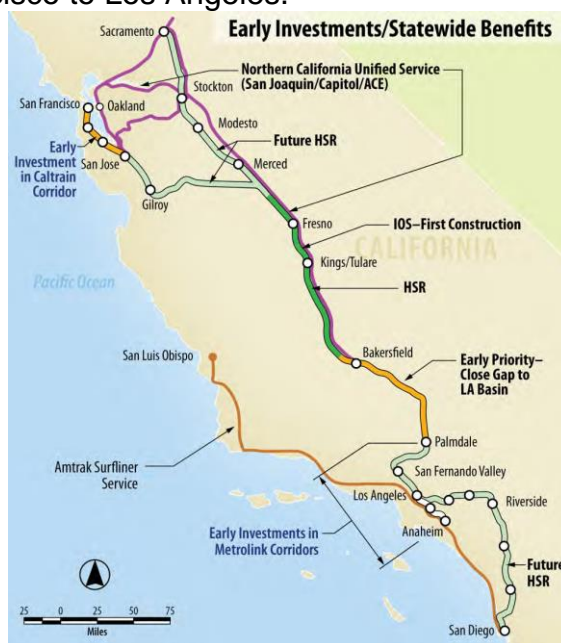 cisco to Los Angeles.
Early Investments/Statewide Benefits
Sacramento
Northern California Unified Service
(San Joaquin/Capitol/ACE)
Stockton
San Francisco
Oakland
Modesto
Early
Investment
in Caltrain
Corridor
Future HSR
San Jose
Merced
Gilroy
Fresno
IOS–First Construction
CALIFORNIA
Kings/Tulare
Pacific Ocean
HSR
San Luis Obispo
Bakersfield
Early Priority–
Close Gap to
LA Basin
Palmdale
Amtrak Surfliner
Service
San Fernando Valley
Los Angeles
Riverside
Early Investments in
Metrolink Corridors
Anaheim
Future
HSR
25 0 25 50 75
Miles
San Diego